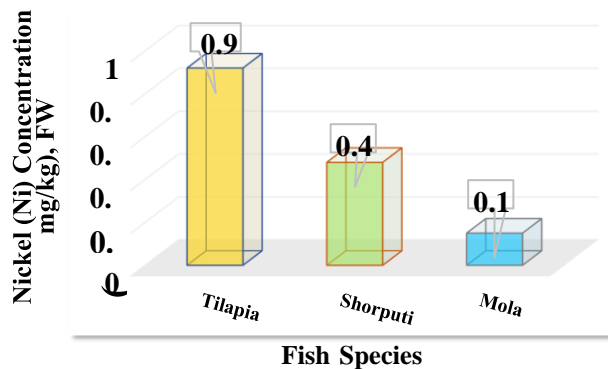 Nickel (Ni) Concentration
mg/kg), FW
1
0.
0.
0.
0.
0
0.9
0.4
0.1
Tilapia
Shorputi
Mola
Fish Species